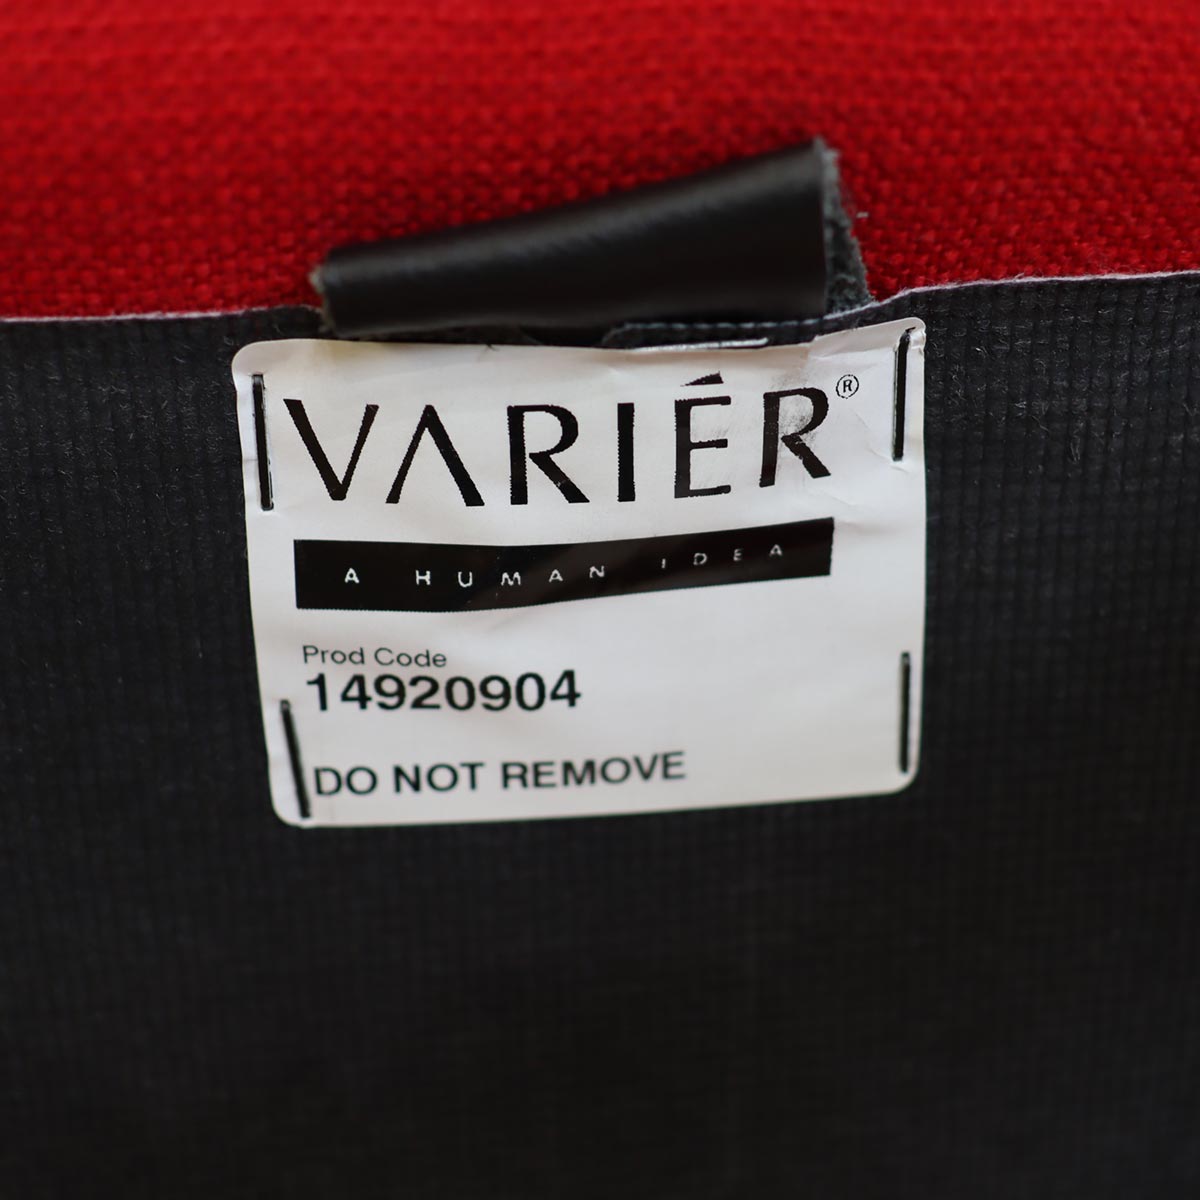 VARIÉR®
A HUMAN IDEA
Prod Code
14920904
DO NOT REMOVE